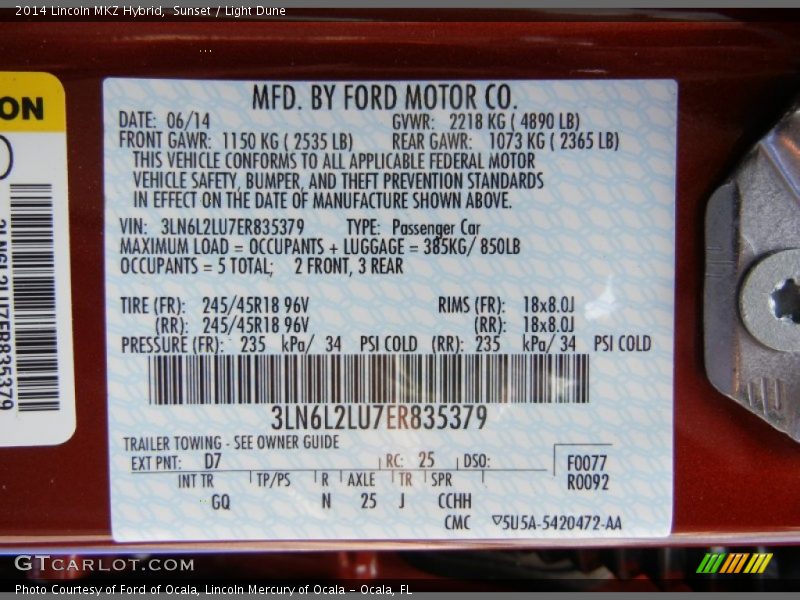 2014 Lincoln MKZ Hybrid, Sunset / Light Dune
ON
3LN6L2LU7ER835379
MFD. BY FORD MOTOR CO.
DATE: 06/14 GVWR: 2218 KG ( 4890 LB)
FRONT GAWR: 1150 KG ( 2535 LB) REAR GAWR: 1073 KG ( 2365 LB)
THIS VEHICLE CONFORMS TO ALL APPLICABLE FEDERAL MOTOR
VEHICLE SAFETY, BUMPER, AND THEFT PREVENTION STANDARDS
IN EFFECT ON THE DATE OF MANUFACTURE SHOWN ABOVE.
VIN: 3LN6L2LU7ER835379 TYPE: Passenger Car
MAXIMUM LOAD = OCCUPANTS + LUGGAGE = 385KG/ 850LB
OCCUPANTS = 5 TOTAL; 2 FRONT, 3 REAR
TIRE (FR): 245/45R18 96V RIMS (FR): 18x8.0J
(RR): 245/45R18 96V (RR): 18x8.0J
PRESSURE (FR): 235 kPa/ 34 PSI COLD (RR): 235 kPa/ 34 PSI COLD
3LN6L2LU7ER835379
TRAILER TOWING - SEE OWNER GUIDE
EXT PNT: D7 RC: 25 DSO: F0077
INT TR TP/PS R AXLE TR SPR R0092
GQ N 25 J CCHH
CMC ▽5U5A-5420472-AA
GTCARLOT.COM
Photo Courtesy of Ford of Ocala, Lincoln Mercury of Ocala - Ocala, FL